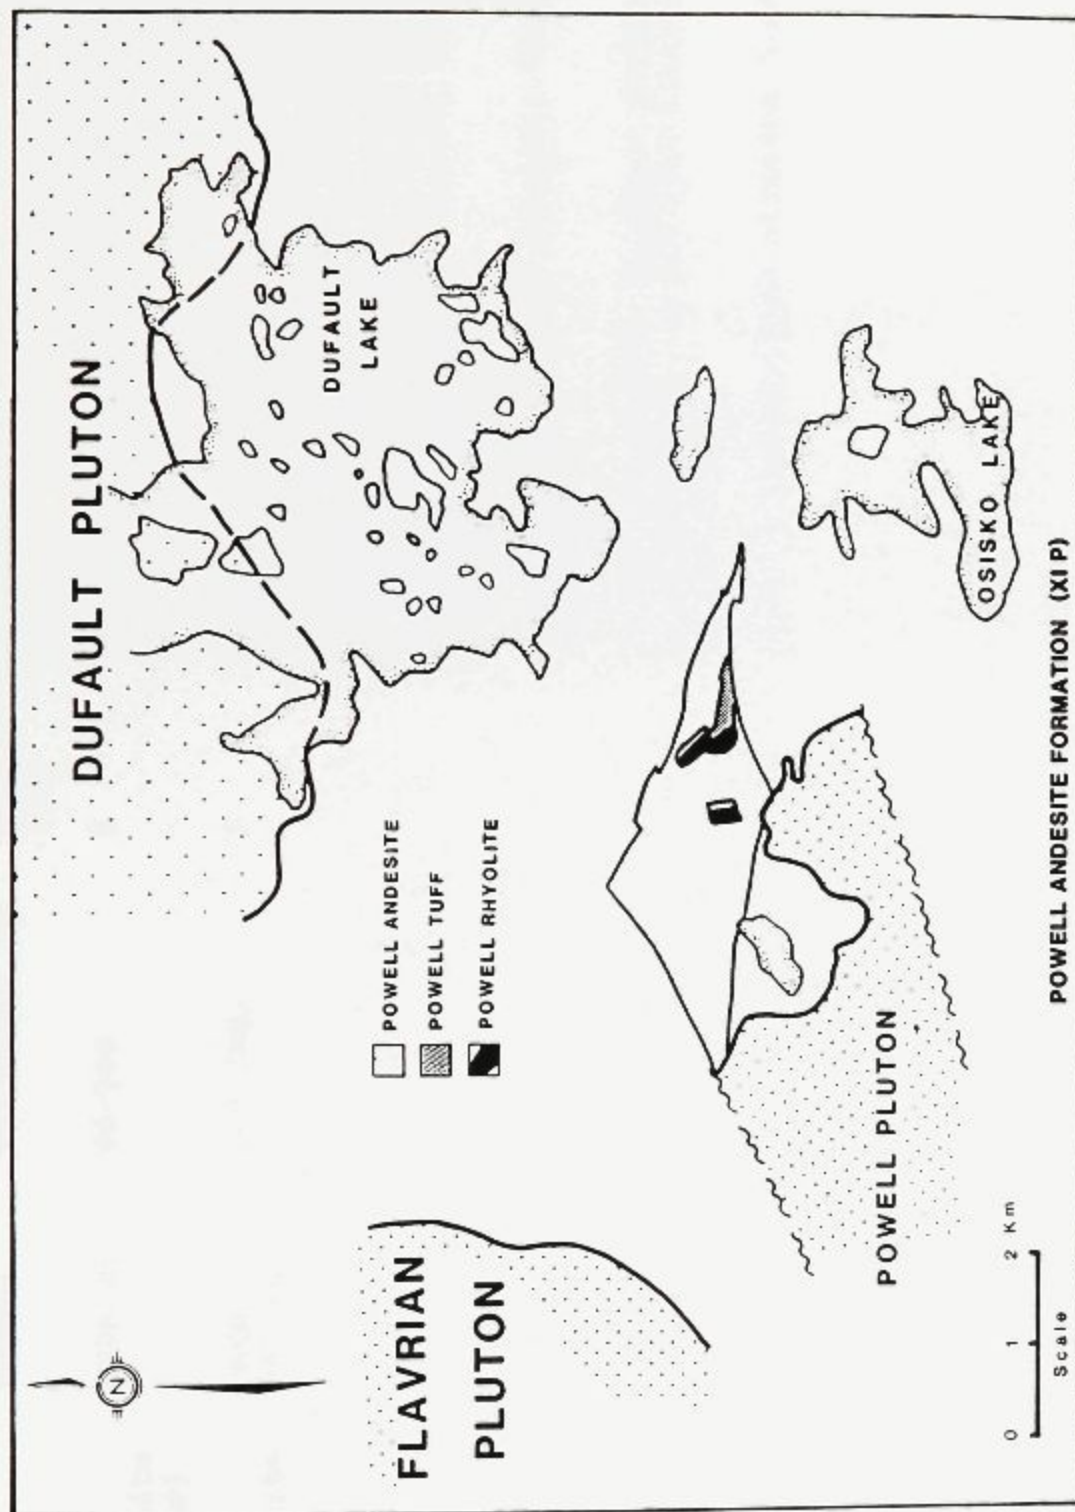 DUFAULT PLUTON
DUFAULT
LAKE
N
FLAVRIAN
PLUTON
POWELL ANDESITE
POWELL TUFF
POWELL RHYOLITE
OSISKO LAKE
POWELL PLUTON
0 1 2 Km
Scale
POWELL ANDESITE FORMATION (XI P)